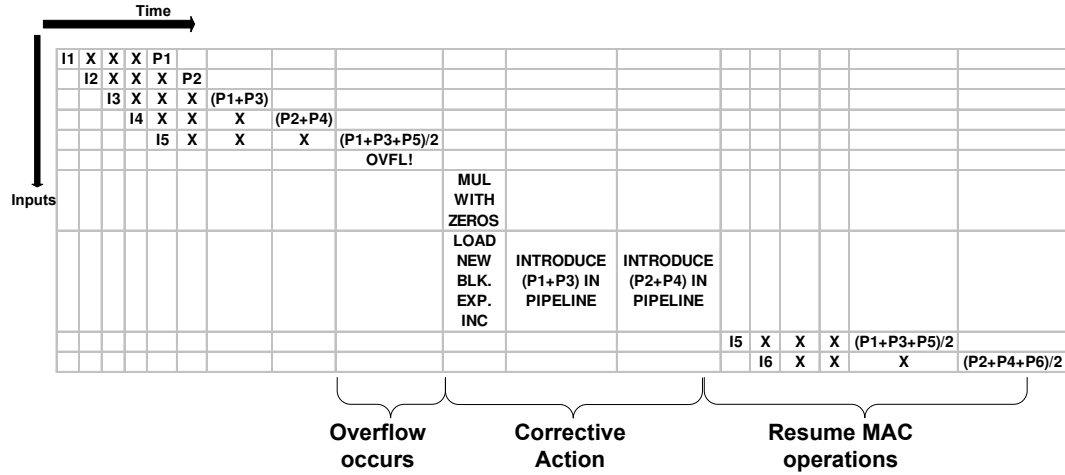 Time
I1 X X X P1
I2 X X X P2
I3 X X X (P1+P3)
I4 X X X (P2+P4)
I5 X X X (P1+P3+P5)/2
OVFL!
Inputs
MUL
WITH
ZEROS
LOAD
NEW
BLK.
EXP.
INC
INTRODUCE
(P1+P3) IN
PIPELINE
INTRODUCE
(P2+P4) IN
PIPELINE
I5 X X X (P1+P3+P5)/2
I6 X X X (P2+P4+P6)/2
Overflow
occurs
Corrective
Action
Resume MAC
operations